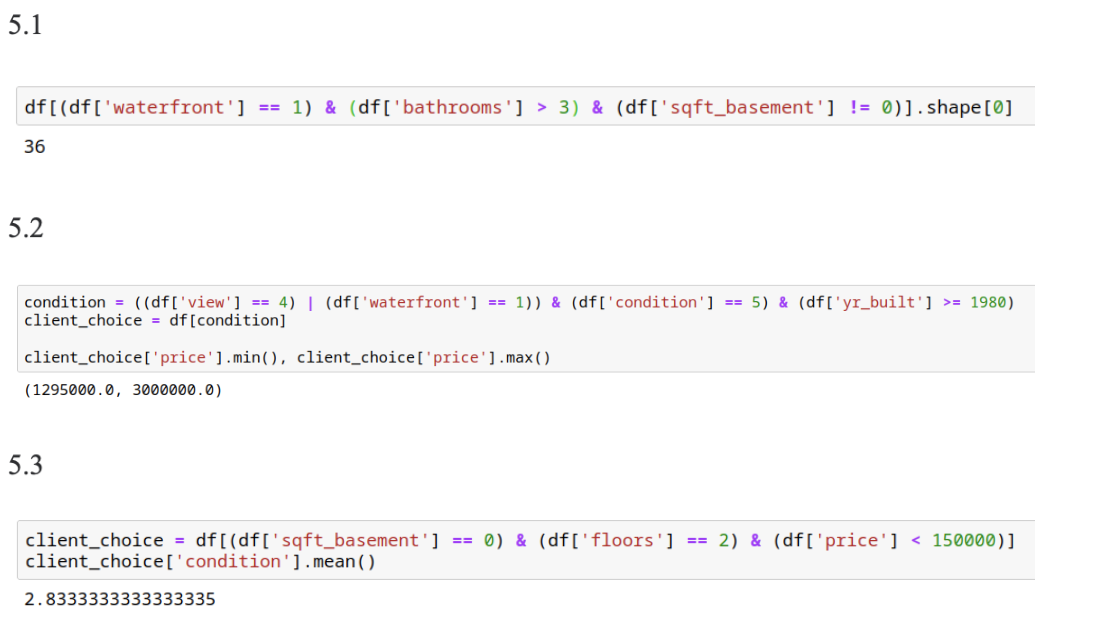 5.1
df[(df['waterfront'] == 1) & (df['bathrooms'] > 3) & (df['sqft_basement'] != 0)].shape[0]
36
5.2
condition = ((df['view'] == 4) | (df['waterfront'] == 1)) & (df['condition'] == 5) & (df['yr_built'] >= 1980)
client_choice = df[condition]
client_choice['price'].min(), client_choice['price'].max()
(1295000.0, 3000000.0)
5.3
client_choice = df[(df['sqft_basement'] == 0) & (df['floors'] == 2) & (df['price'] < 150000)]
client_choice['condition'].mean()
2.8333333333333335